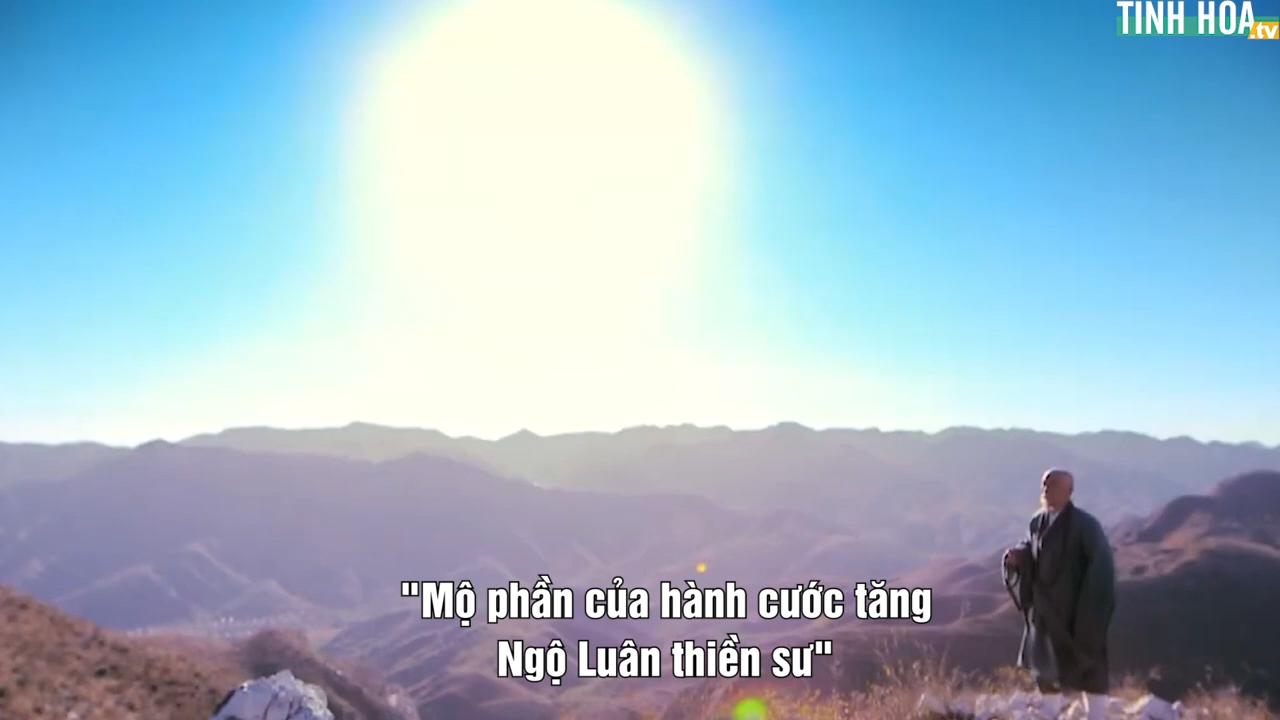 TINH HOA
.tv
"Mộ phần của hành cước tăng
Ngộ Luân thiền sư"